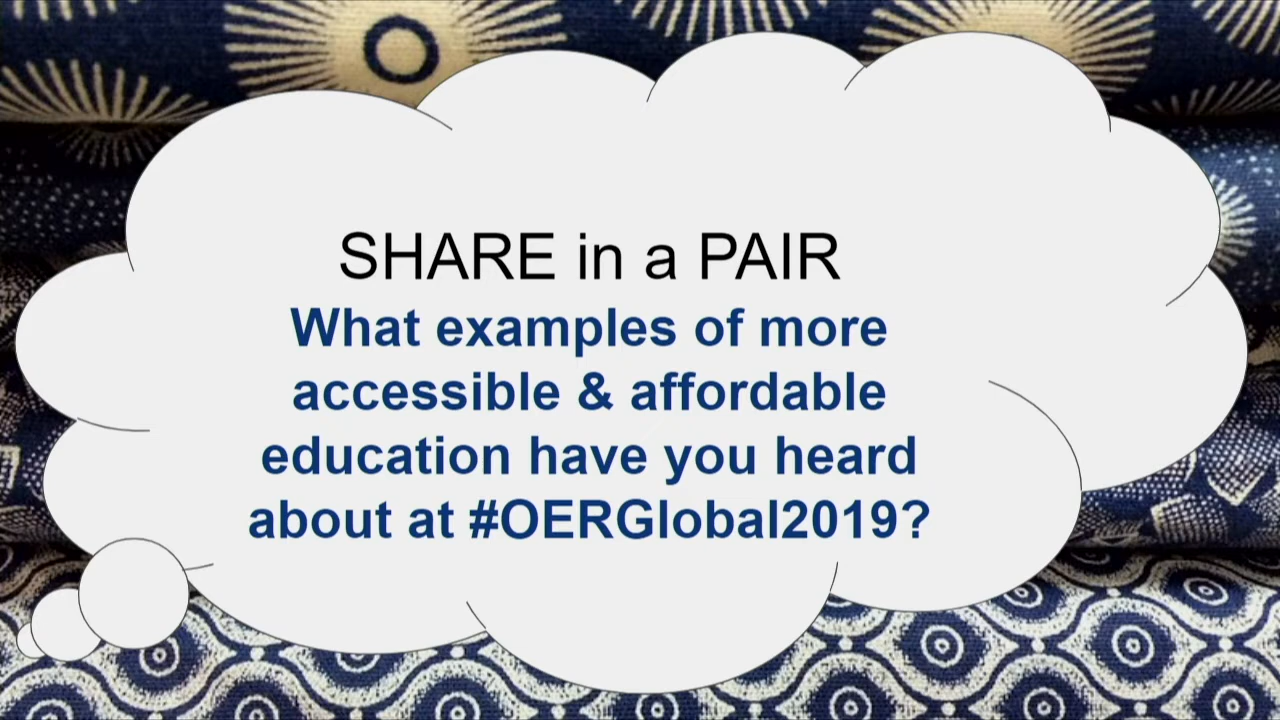 SHARE in a PAIR
What examples of more
accessible & affordable
education have you heard
about at #OERGlobal2019?